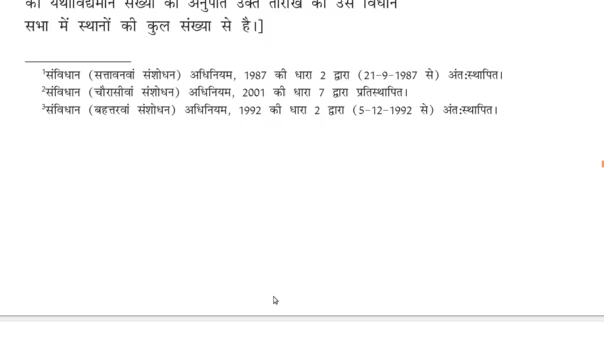 की यथाविद्यमान संख्या का अनुपात उक्त तारीख को उस विधान
सभा में स्थानों की कुल संख्या से है।]
¹संविधान (सत्तावनवां संशोधन) अधिनियम, 1987 की धारा 2 द्वारा (21-9-1987 से) अंत:स्थापित।
²संविधान (चौरासीवां संशोधन) अधिनियम, 2001 की धारा 7 द्वारा प्रतिस्थापित।
³संविधान (बहत्तरवां संशोधन) अधिनियम, 1992 की धारा 2 द्वारा (5-12-1992 से) अंत:स्थापित।